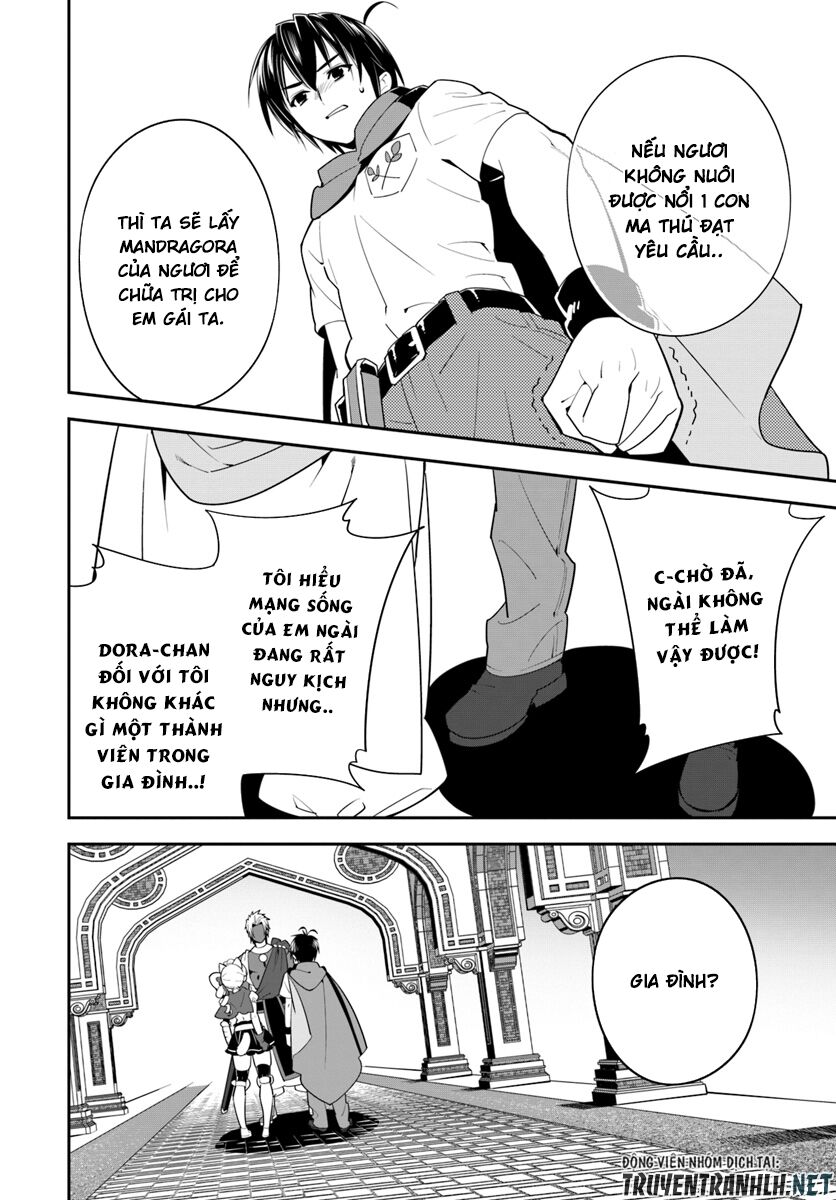 NẾU NGƯƠI
KHÔNG NUÔI
ĐƯỢC NỔI 1 CON
MA THÚ ĐẠT
YÊU CẦU..
THÌ TA SẼ LẤY
MANDRAGORA
CỦA NGƯƠI ĐỂ
CHỮA TRỊ CHO
EM GÁI TA.
C-CHỜ ĐÃ,
NGÀI KHÔNG
THỂ LÀM
VẬY ĐƯỢC!
TÔI HIỂU
MẠNG SỐNG
CỦA EM NGÀI
ĐANG RẤT
NGUY KỊCH
NHƯNG..
DORA-CHAN
ĐỐI VỚI TÔI
KHÔNG KHÁC
GÌ MỘT THÀNH
VIÊN TRONG
GIA ĐÌNH..!
GIA ĐÌNH?
ĐỘNG VIÊN NHÓM DỊCH TẠI:
TRUYENTRANHLH.NET